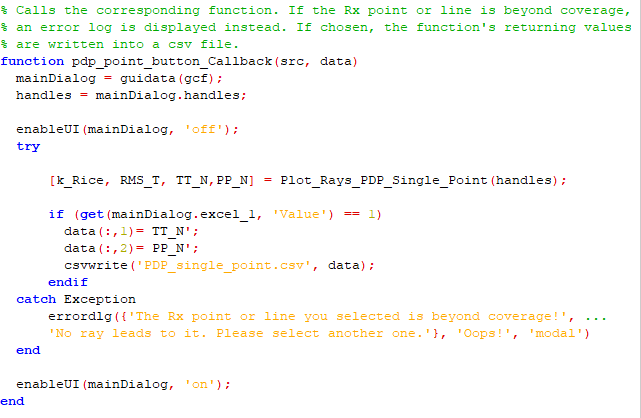 % Calls the corresponding function. If the Rx point or line is beyond coverage,
% an error log is displayed instead. If chosen, the function's returning values
% are written into a csv file.
function pdp_point_button_Callback(src, data)
  mainDialog = guidata(gcf);
  handles = mainDialog.handles;

  enableUI(mainDialog, 'off');
  try

      [k_Rice, RMS_T, TT_N,PP_N] = Plot_Rays_PDP_Single_Point(handles);

      if (get(mainDialog.excel_1, 'Value') == 1)
        data(:,1)= TT_N';
        data(:,2)= PP_N';
        csvwrite('PDP_single_point.csv', data);
      endif
  catch Exception
      errordlg({'The Rx point or line you selected is beyond coverage!', ...
      'No ray leads to it. Please select another one.'}, 'Oops!', 'modal')
  end

  enableUI(mainDialog, 'on');
end